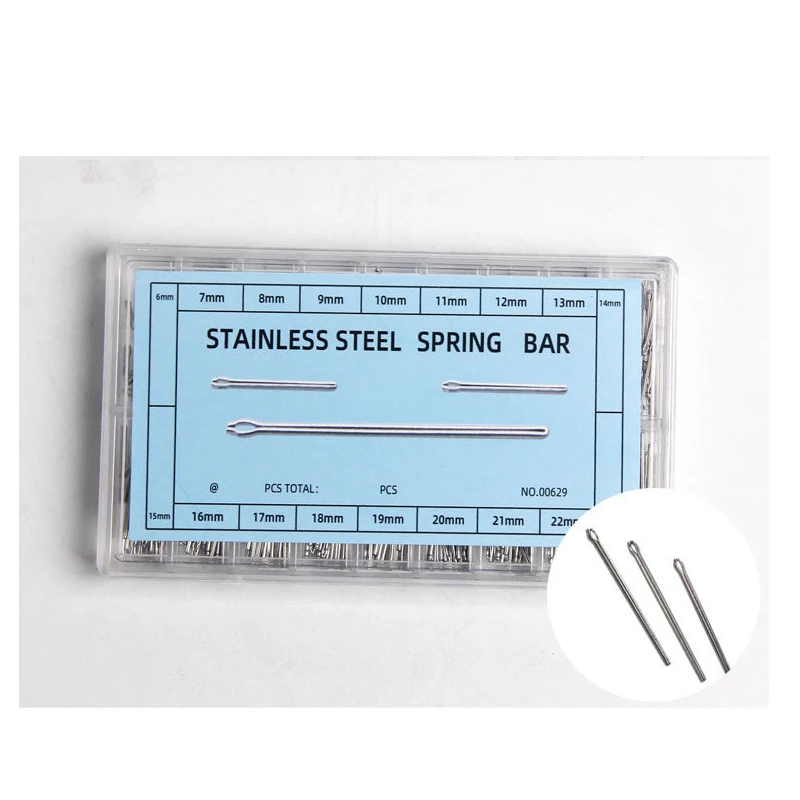 6mm 7mm 8mm 9mm 10mm 11mm 12mm 13mm 14mm
STAINLESS STEEL SPRING BAR
@ PCS TOTAL: PCS NO.00629
15mm 16mm 17mm 18mm 19mm 20mm 21mm 22mm